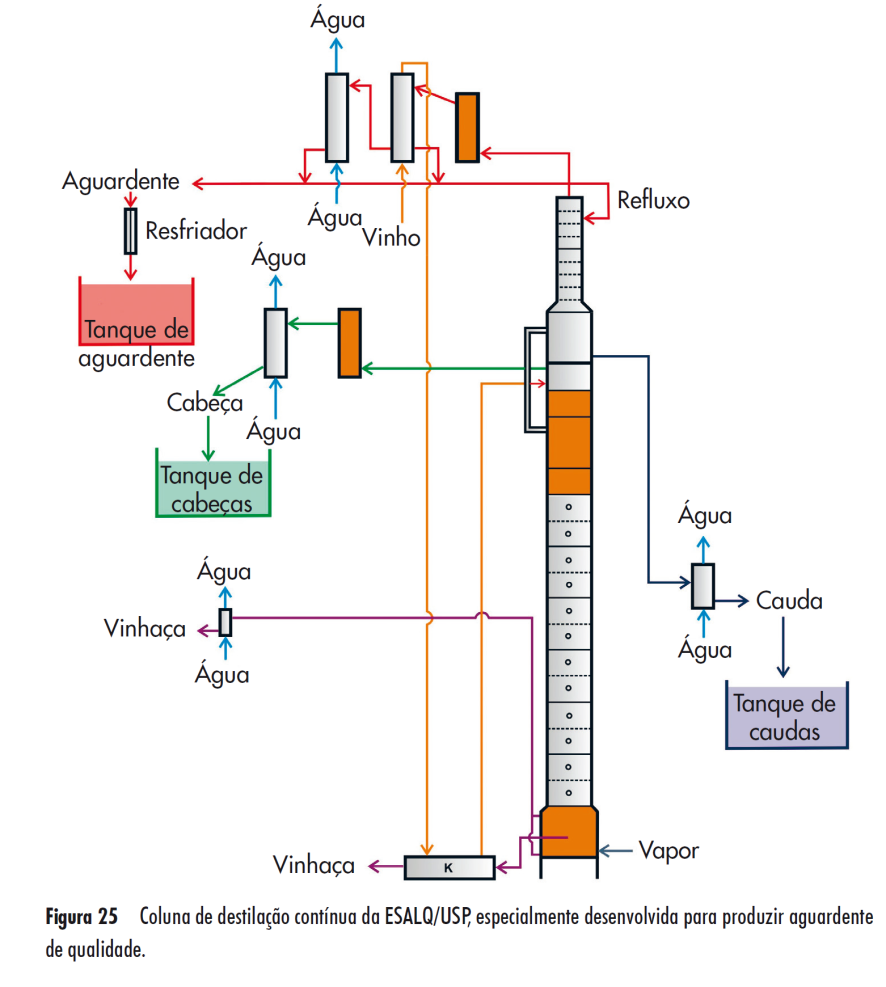 Água
Aguardente
Refluxo
Água
Resfriador
Vinho
Água
Tanque de
aguardente
Cabeça
Água
Tanque de
cabeças
Água
Água
Cauda
Vinhaça
Água
Água
Tanque de
caudas
Vapor
Vinhaça
K
Figura 25 Coluna de destilação contínua da ESALQ/USP, especialmente desenvolvida para produzir aguardente
de qualidade.